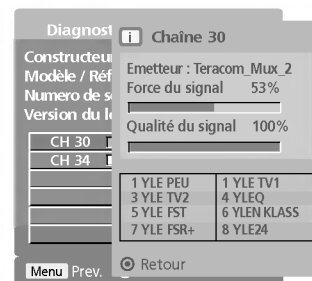 Diagnost
Constructeu
Modèle / Réf
Numero de s
Version du l
CH 30
CH 34
Menu Prev.
i Chaîne 30
Emetteur : Teracom_Mux_2
Force du signal 53%
Qualité du signal 100%
1 YLE PEU 1 YLE TV1
3 YLE TV2 4 YLEQ
5 YLE FST 6 YLEN KLASS
7 YLE FSR+ 8 YLE24
Retour